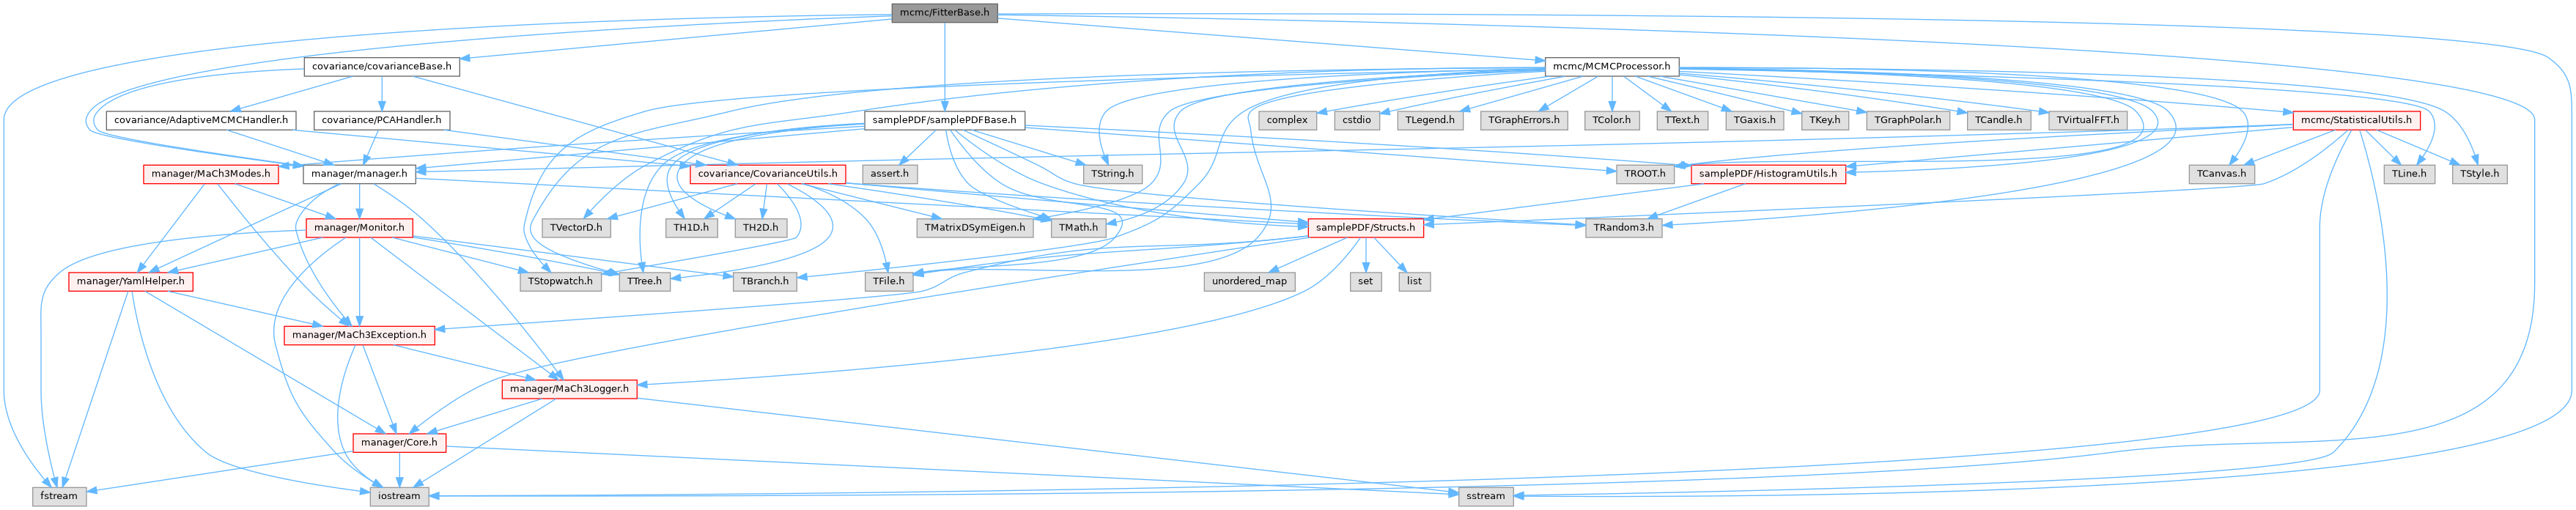 mcmc/FitterBase.h
covariance/covarianceBase.h
mcmc/MCMCProcessor.h
covariance/AdaptiveMCMCHandler.h
covariance/PCAHandler.h
samplePDF/samplePDFBase.h
complex
cstdio
TLegend.h
TGraphErrors.h
TColor.h
TText.h
TGaxis.h
TKey.h
TGraphPolar.h
TCandle.h
TVirtualFFT.h
mcmc/StatisticalUtils.h
manager/MaCh3Modes.h
manager/manager.h
covariance/CovarianceUtils.h
assert.h
TString.h
TROOT.h
samplePDF/HistogramUtils.h
TCanvas.h
TLine.h
TStyle.h
manager/Monitor.h
TVectorD.h
TH1D.h
TH2D.h
TMatrixDSymEigen.h
TMath.h
samplePDF/Structs.h
TRandom3.h
manager/YamlHelper.h
TStopwatch.h
TTree.h
TBranch.h
TFile.h
unordered_map
set
list
manager/MaCh3Exception.h
manager/MaCh3Logger.h
manager/Core.h
fstream
iostream
sstream